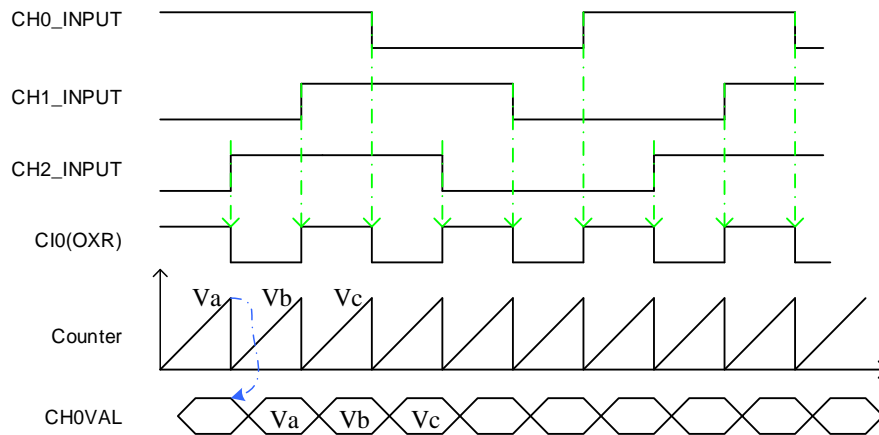 CH0_INPUT
CH1_INPUT
CH2_INPUT
CI0(OXR)
Va Vb Vc
Counter
CH0VAL Va Vb Vc